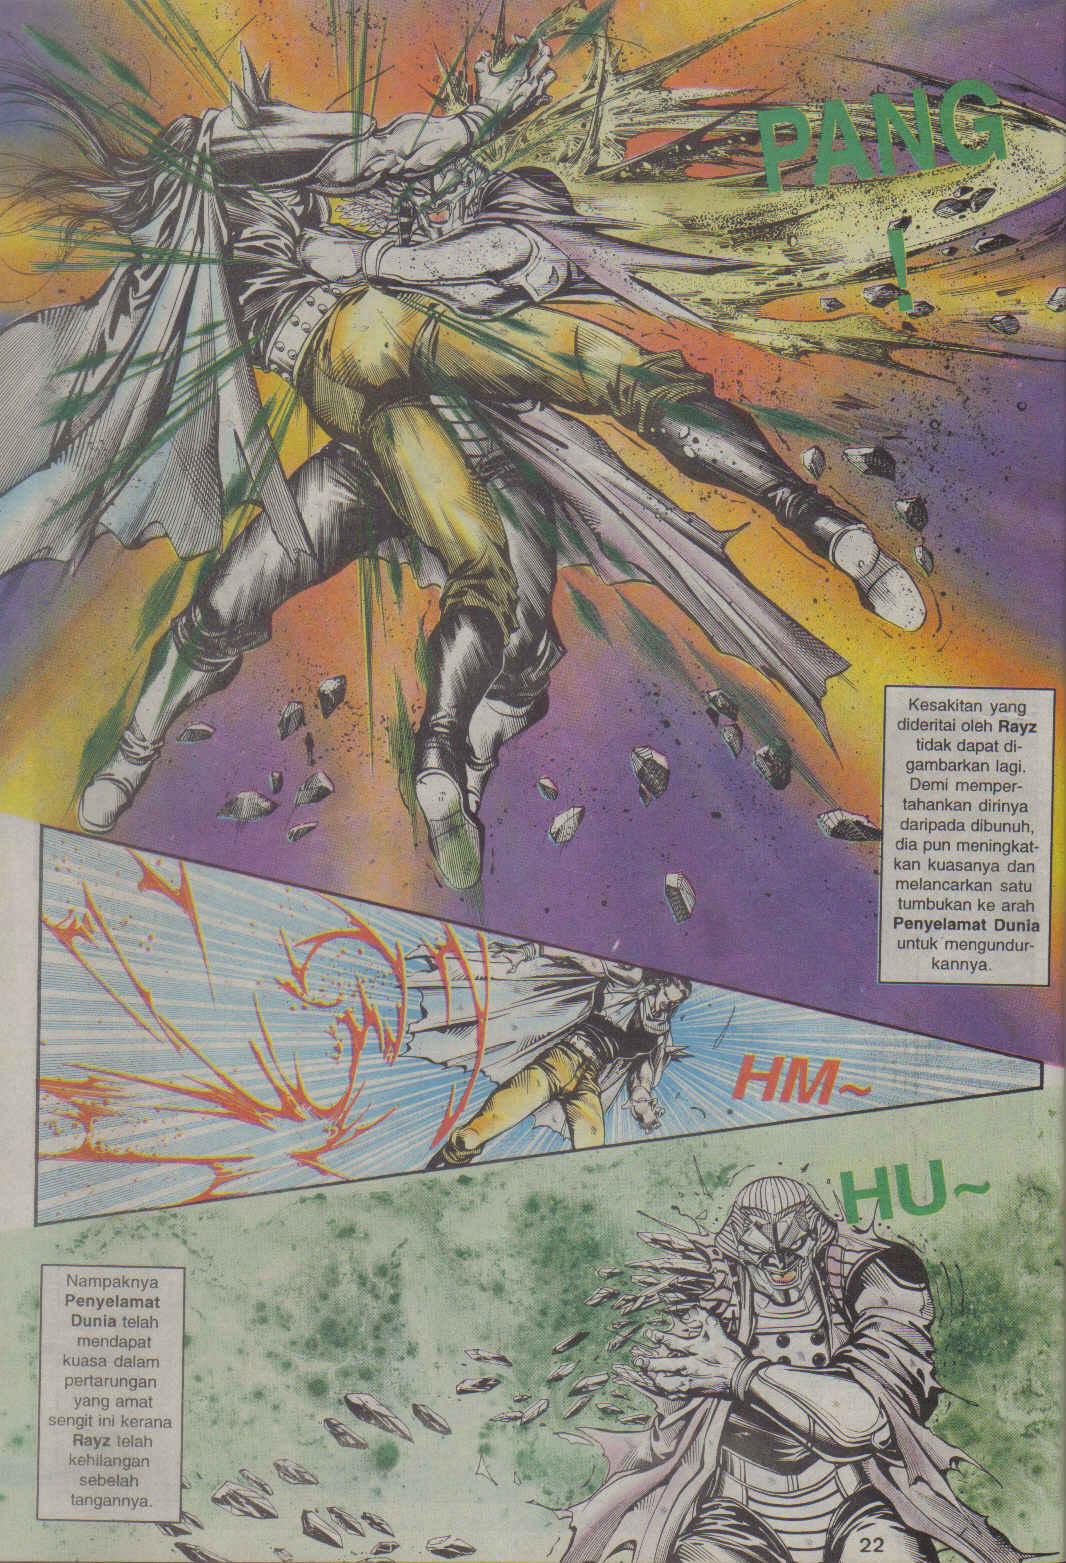 PANG
!
Kesakitan yang
dideritai oleh Rayz
tidak dapat di-
gambarkan lagi.
Demi memper-
tahankan dirinya
daripada dibunuh,
dia pun meningkat-
kan kuasanya dan
melancarkan satu
tumbukan ke arah
Penyelamat Dunia
untuk mengundur-
kannya.
HM~
HU~
Nampaknya
Penyelamat
Dunia telah
mendapat
kuasa dalam
pertarungan
yang amat
sengit ini kerana
Rayz telah
kehilangan
sebelah
tangannya.
22